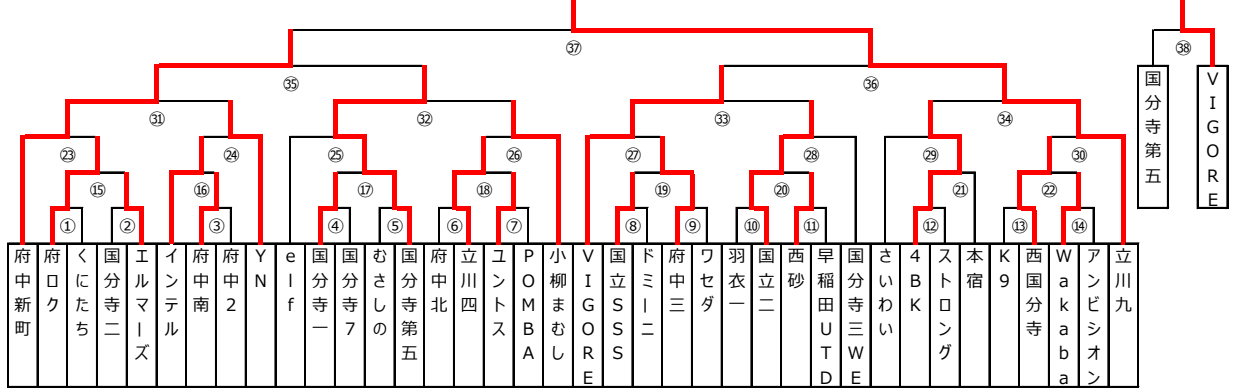 ㊲
㊳
㉟
㊱
国分寺第五
VIGORE
㉛
㉜
㉝
㉞
㉓
㉔
㉕
㉖
㉗
㉘
㉙
㉚
⑮
⑯
⑰
⑱
⑲
⑳
㉑
㉒
①
②
③
④
⑤
⑥
⑦
⑧
⑨
⑩
⑪
⑫
⑬
⑭
府中新町
府ロク
くにたち
国分寺二
エルマーズ
インテル
府中南
府中2
YN
elf
国分寺一
国分寺7
むさしの
国分寺第五
府中北
立川四
ユントス
POMBA
小柳まむし
VIGORE
国立SSS
ドミーニ
府中三
ワセダ
羽衣一
国立二
西砂
早稲田UTD
国分寺三WE
さいわい
4BK
ストロング
本宿
K9
西国分寺
Wakaba
アンビシオン
立川九